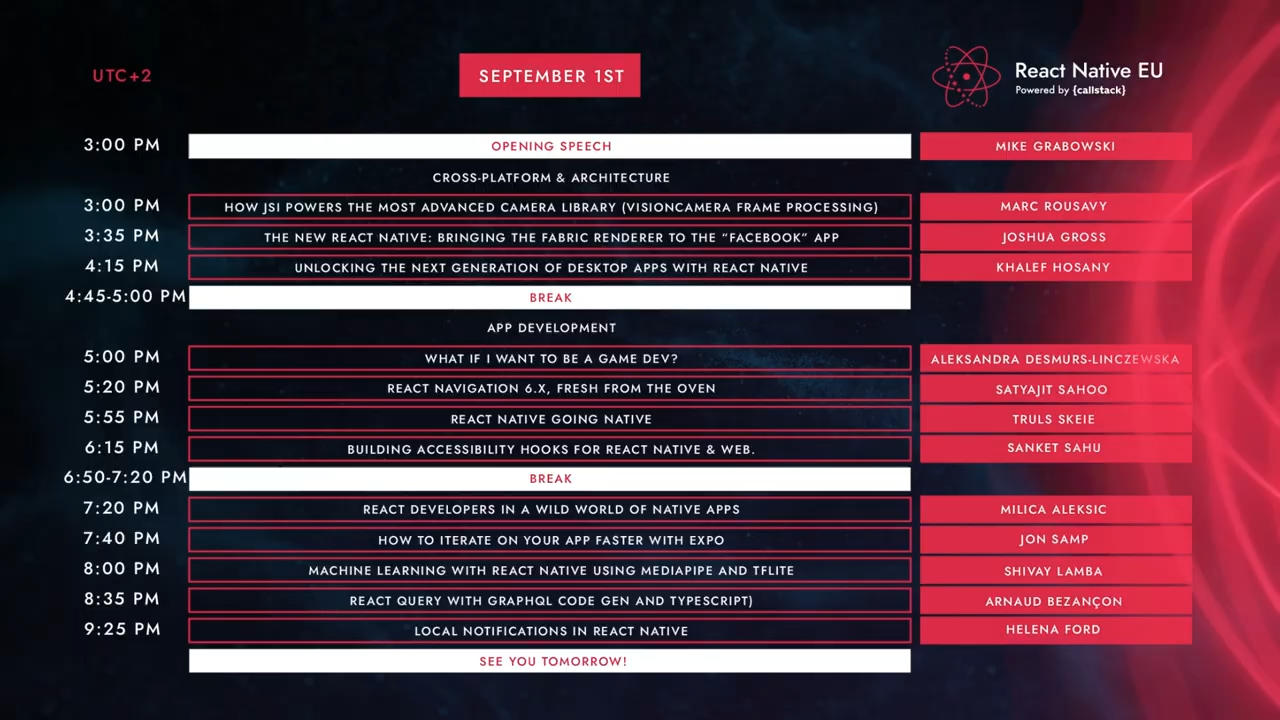 UTC+2
SEPTEMBER 1ST
React Native EU
Powered by {callstack}
3:00 PM OPENING SPEECH MIKE GRABOWSKI
CROSS-PLATFORM & ARCHITECTURE
3:00 PM HOW JSI POWERS THE MOST ADVANCED CAMERA LIBRARY (VISIONCAMERA FRAME PROCESSING) MARC ROUSAVY
3:35 PM THE NEW REACT NATIVE: BRINGING THE FABRIC RENDERER TO THE “FACEBOOK” APP JOSHUA GROSS
4:15 PM UNLOCKING THE NEXT GENERATION OF DESKTOP APPS WITH REACT NATIVE KHALEF HOSANY
4:45-5:00 PM BREAK
APP DEVELOPMENT
5:00 PM WHAT IF I WANT TO BE A GAME DEV? ALEKSANDRA DESMURS-LINCZEWSKA
5:20 PM REACT NAVIGATION 6.X, FRESH FROM THE OVEN SATYAJIT SAHOO
5:55 PM REACT NATIVE GOING NATIVE TRULS SKEIE
6:15 PM BUILDING ACCESSIBILITY HOOKS FOR REACT NATIVE & WEB. SANKET SAHU
6:50-7:20 PM BREAK
7:20 PM REACT DEVELOPERS IN A WILD WORLD OF NATIVE APPS MILICA ALEKSIC
7:40 PM HOW TO ITERATE ON YOUR APP FASTER WITH EXPO JON SAMP
8:00 PM MACHINE LEARNING WITH REACT NATIVE USING MEDIAPIPE AND TFLITE SHIVAY LAMBA
8:35 PM REACT QUERY WITH GRAPHQL CODE GEN AND TYPESCRIPT) ARNAUD BEZANÇON
9:25 PM LOCAL NOTIFICATIONS IN REACT NATIVE HELENA FORD
SEE YOU TOMORROW!